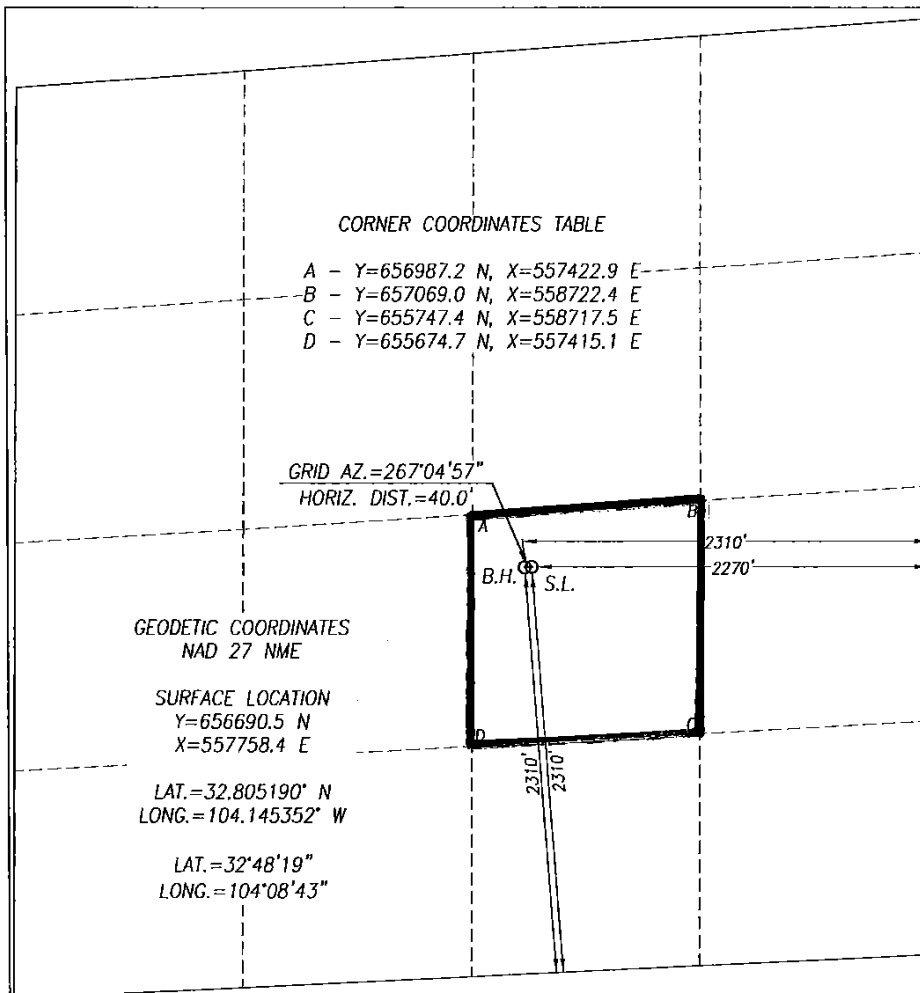 CORNER COORDINATES TABLE
A - Y=656987.2 N, X=557422.9 E
B - Y=657069.0 N, X=558722.4 E
C - Y=655747.4 N, X=558717.5 E
D - Y=655674.7 N, X=557415.1 E
GRID AZ.=267°04'57"
HORIZ. DIST.=40.0'
A
B
2310'
B.H.
S.L.
2270'
GEODETIC COORDINATES
NAD 27 NME
SURFACE LOCATION
Y=656690.5 N
X=557758.4 E
D
C
2310'
2310'
LAT.=32.805190° N
LONG.=104.145352° W
LAT.=32°48'19"
LONG.=104°08'43"